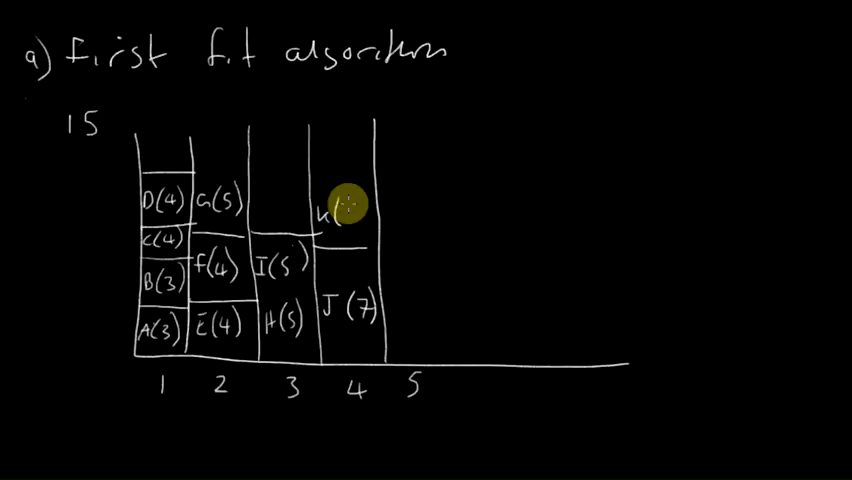 a) First fit algorithm
15
D(4) G(5) K(
C(4)
B(3) F(4) I(5)
A(3) E(4) H(5) J(7)
1 2 3 4 5